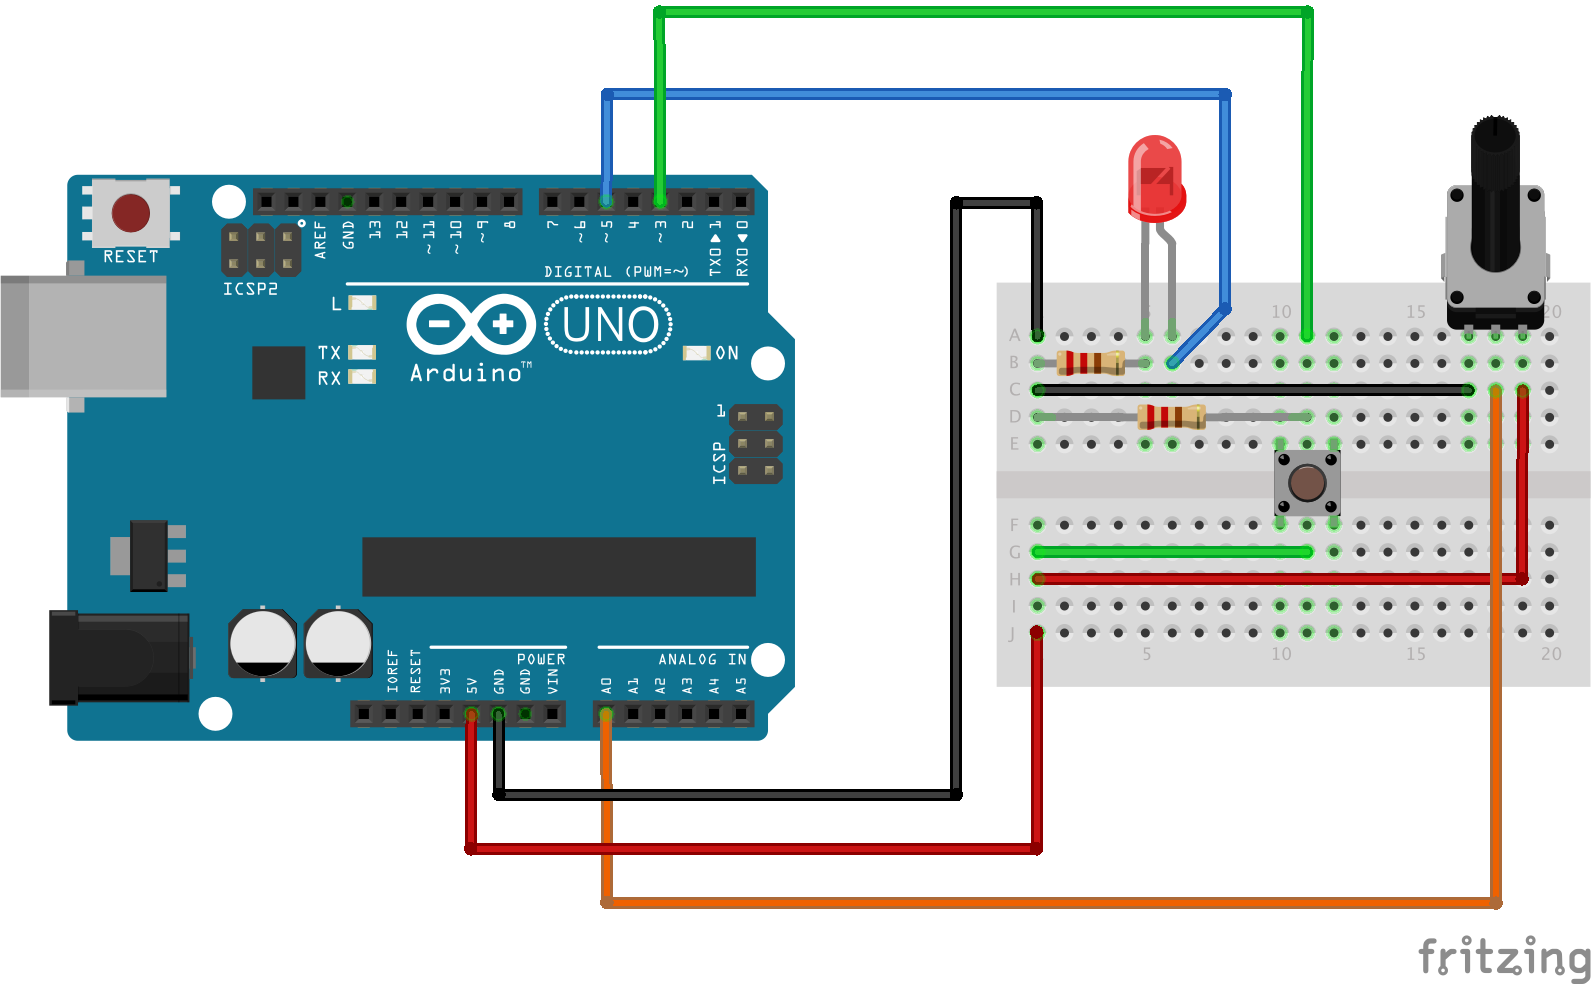 RESET
ICSP2
AREF
GND
13
12
~11
~10
~9
8
7
~6
~5
4
~3
2
TX0▶1
RX0◀0
DIGITAL (PWM=~)
L
TX
RX
UNO
ON
Arduino™
1
ICSP
IOREF
RESET
3V3
5V
GND
GND
VIN
POWER
ANALOG IN
A0
A1
A2
A3
A4
A5
5
10
15
20
A
B
C
D
E
F
G
H
I
J
5
10
15
20
fritzing